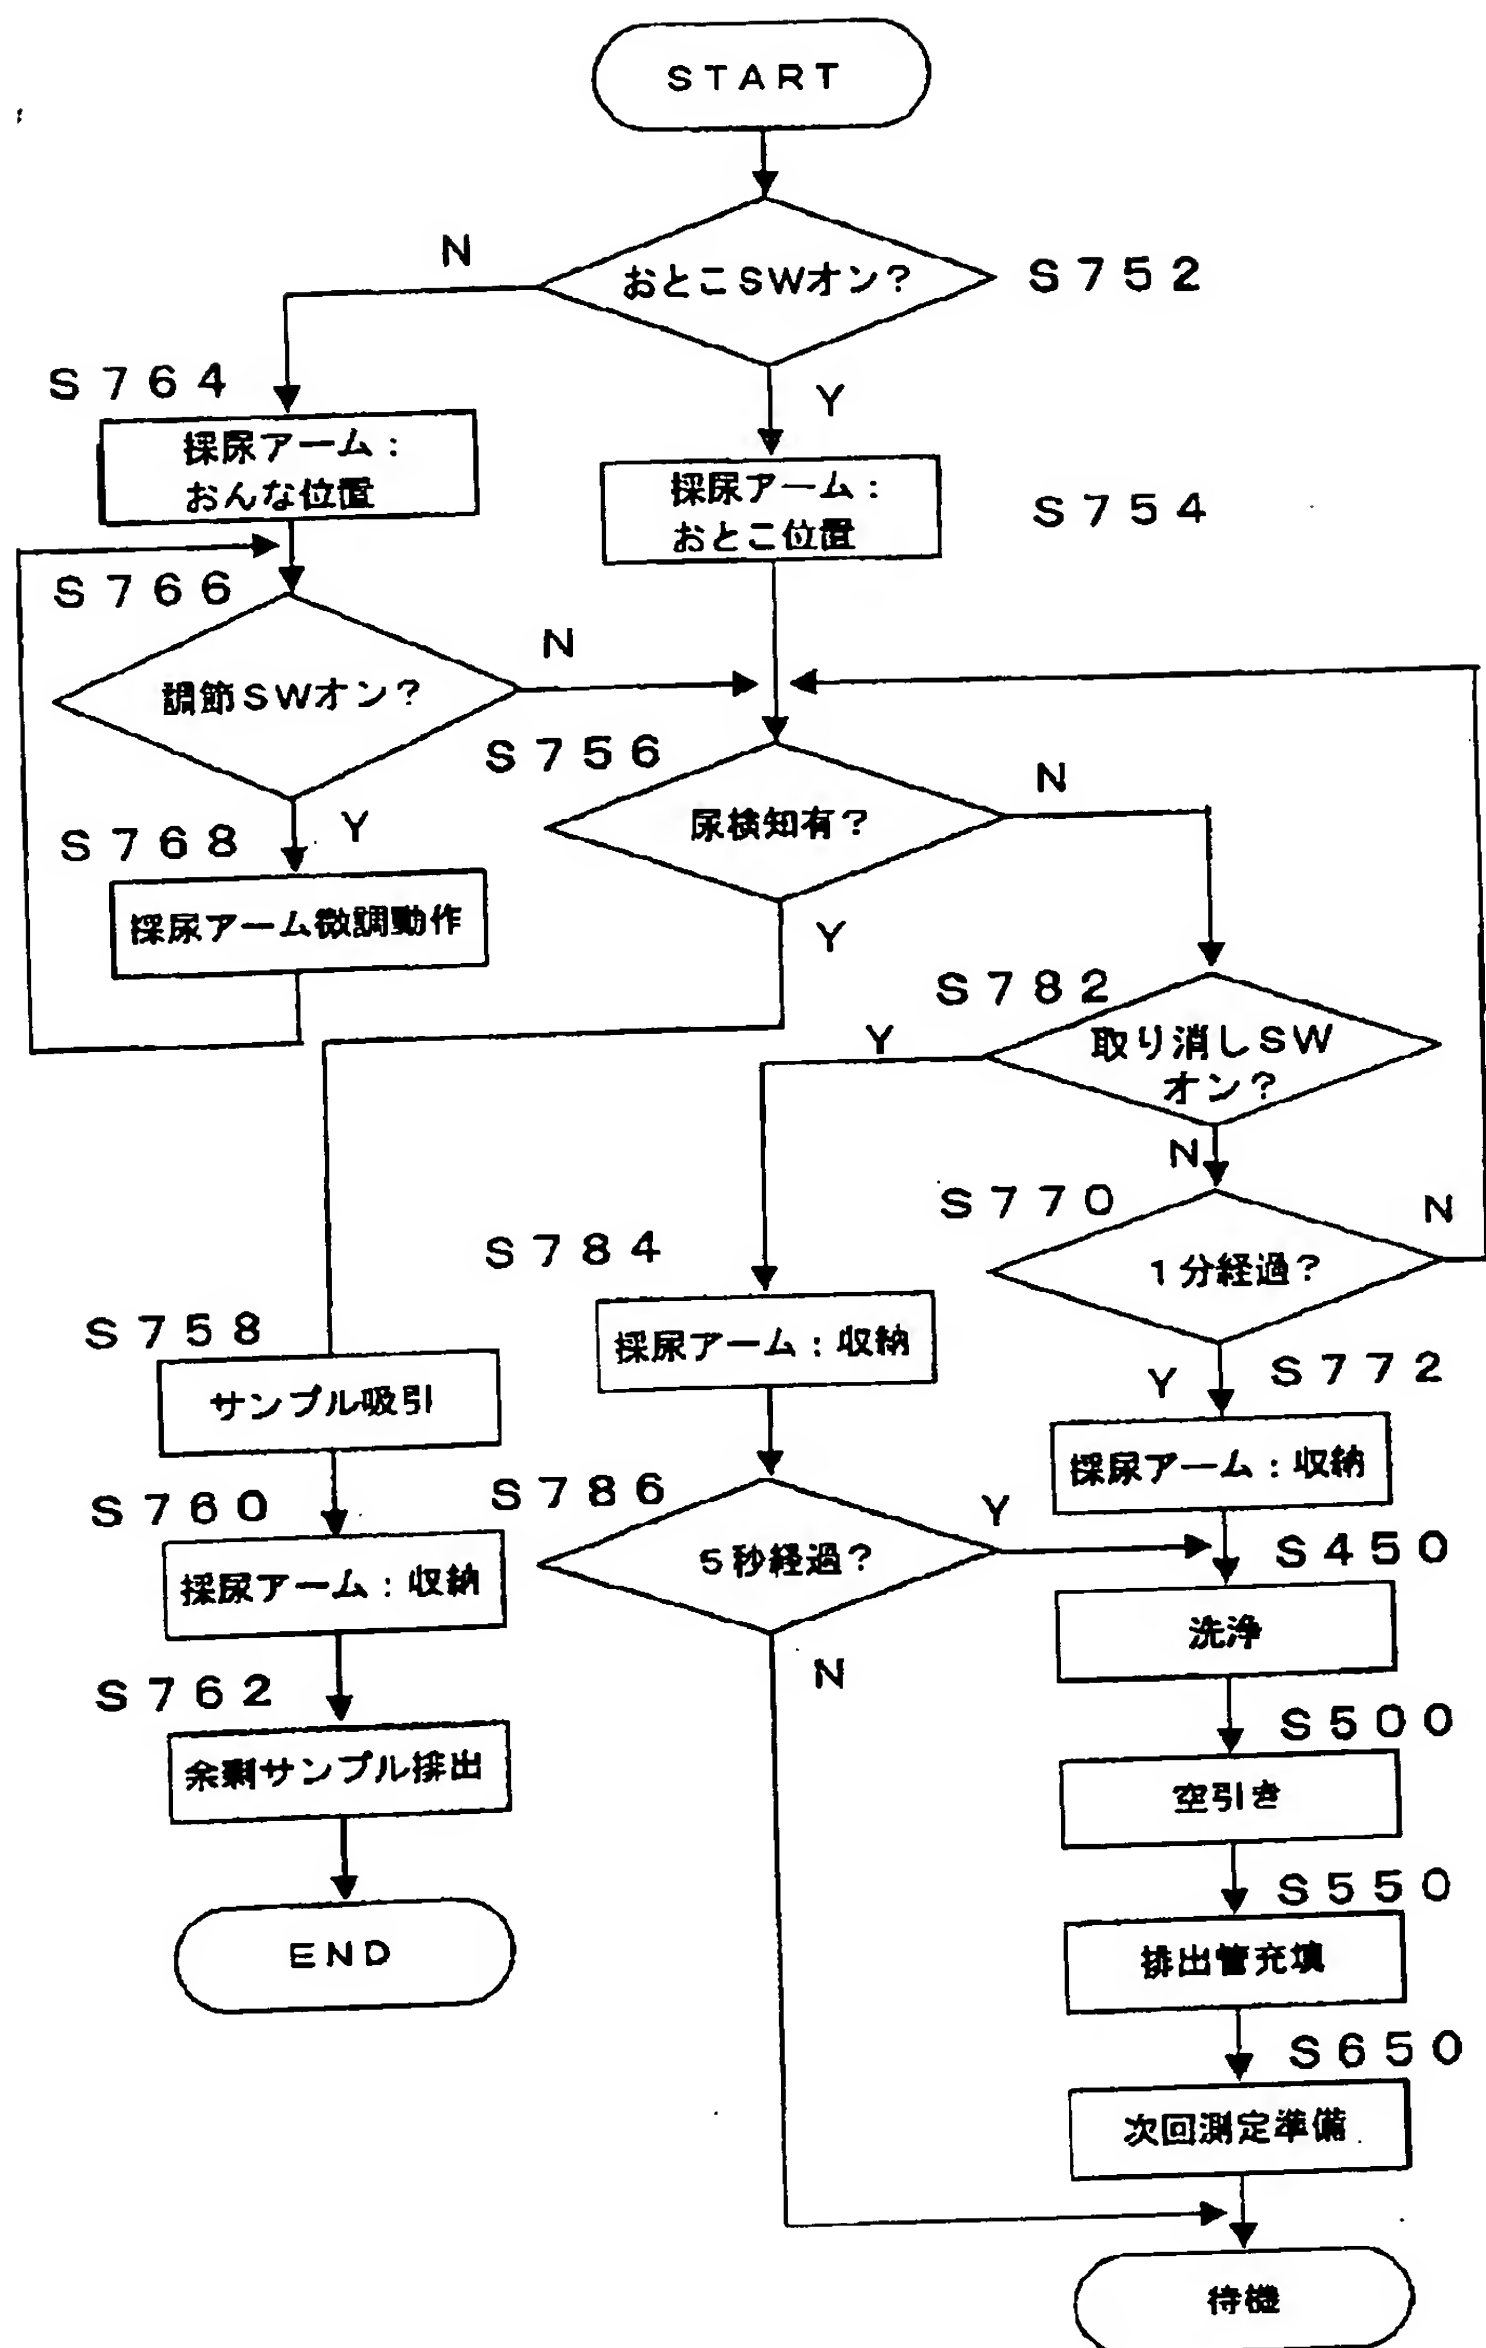 START
N
おとこSWオン?
S752
S764
Y
採尿アーム:
おんな位置
採尿アーム:
おとこ位置
S754
S766
N
調節SWオン?
S756
N
尿検知有?
S768
Y
採尿アーム微調動作
Y
S782
Y
取り消しSW
オン?
N
S770
N
S784
1分経過?
S758
採尿アーム:収納
サンプル吸引
Y
S772
採尿アーム:収納
S760
S786
Y
S450
採尿アーム:収納
5秒経過?
洗浄
S762
N
S500
余剰サンプル排出
空引き
S550
END
排出管充填
S650
次回測定準備
待機